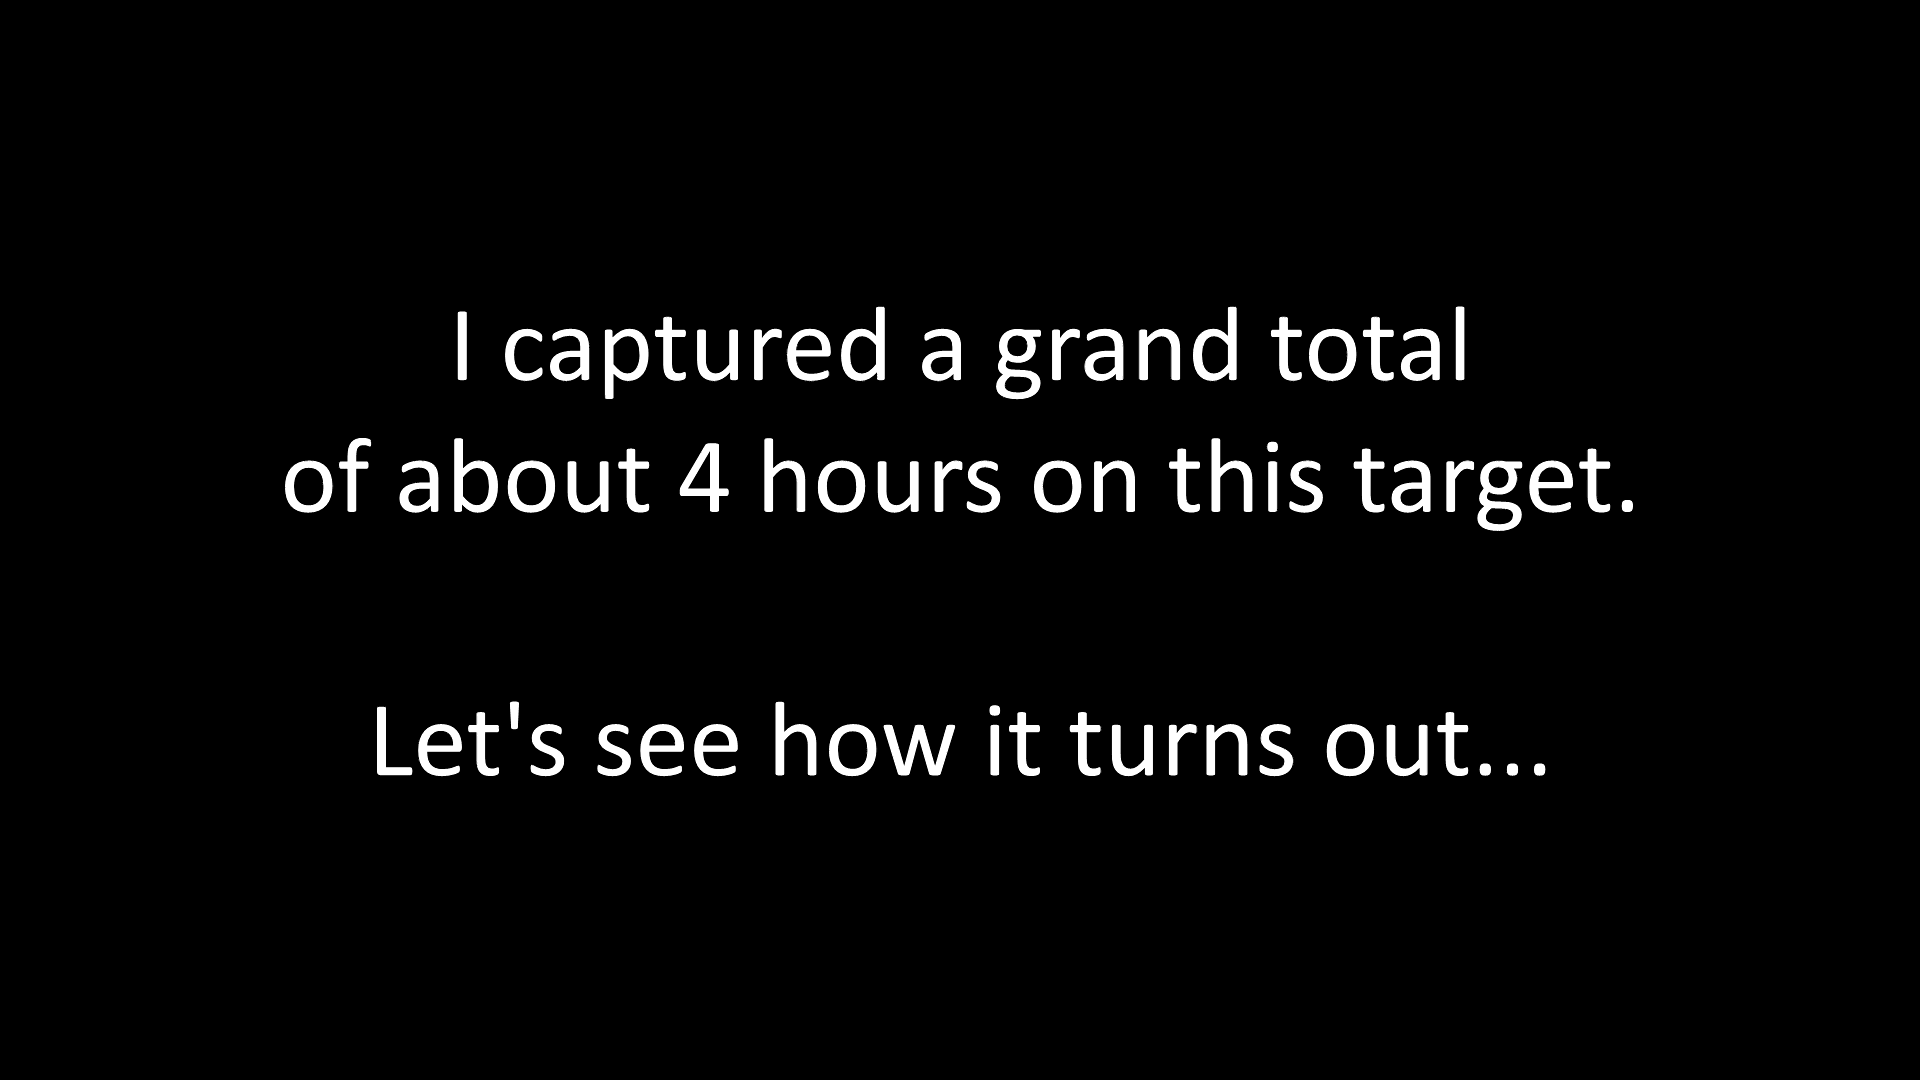 I captured a grand total
of about 4 hours on this target.
Let's see how it turns out...